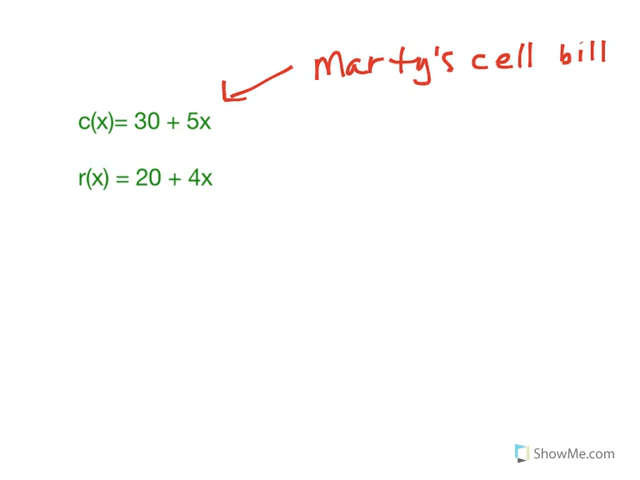 Marty's cell bill
c(x)= 30 + 5x
r(x) = 20 + 4x
ShowMe.com